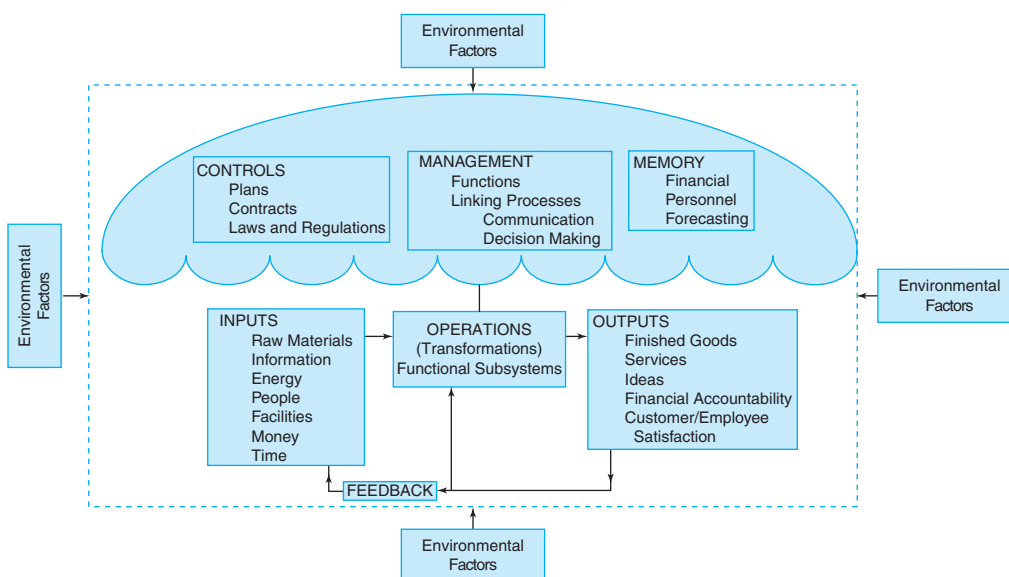 Environmental
Factors
CONTROLS
Plans
Contracts
Laws and Regulations
MANAGEMENT
Functions
Linking Processes
Communication
Decision Making
MEMORY
Financial
Personnel
Forecasting
Environmental
Factors
Environmental
Factors
INPUTS
Raw Materials
Information
Energy
People
Facilities
Money
Time
OPERATIONS
(Transformations)
Functional Subsystems
OUTPUTS
Finished Goods
Services
Ideas
Financial Accountability
Customer/Employee
Satisfaction
FEEDBACK
Environmental
Factors